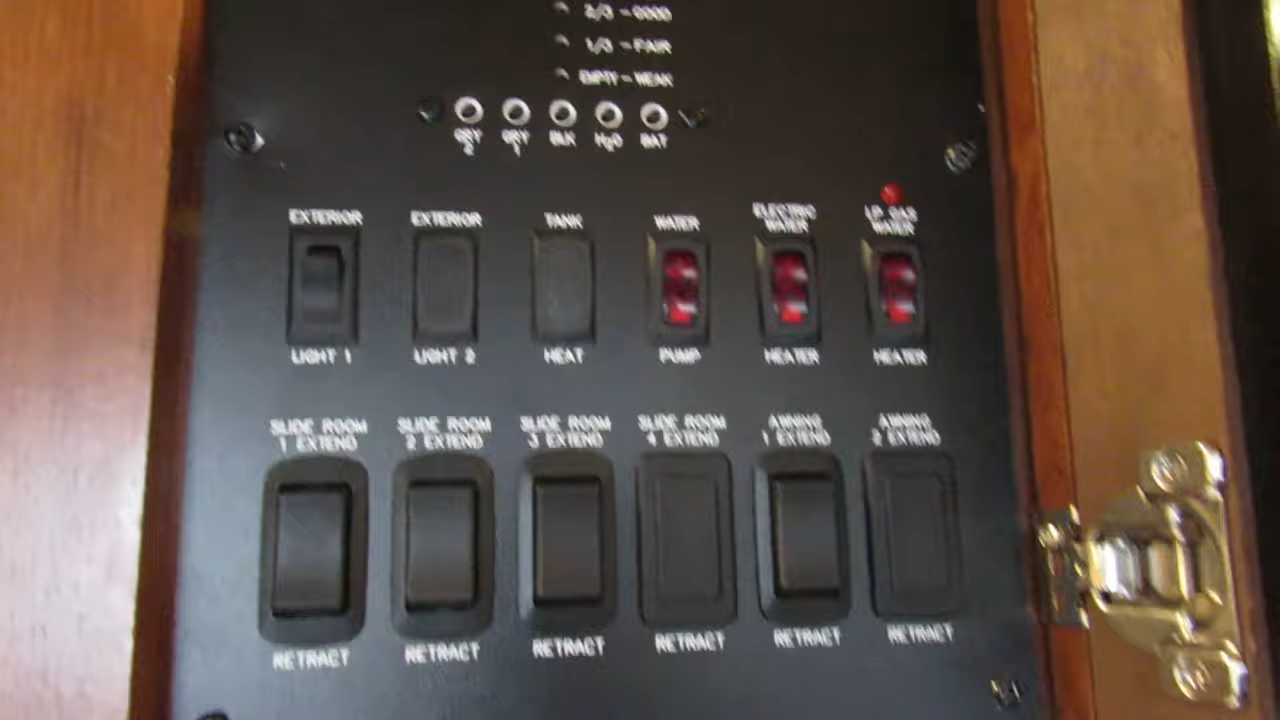 2/3 - GOOD
1/3 - FAIR
EMPTY - WEAK
GRY 2 GRY 1 BLK H2O BAT
EXTERIOR EXTERIOR TANK WATER ELECTRIC WATER LP GAS WATER
LIGHT 1 LIGHT 2 HEAT PUMP HEATER HEATER
SLIDE ROOM SLIDE ROOM SLIDE ROOM SLIDE ROOM AWNING AWNING
1 EXTEND 2 EXTEND 3 EXTEND 4 EXTEND 1 EXTEND 2 EXTEND
RETRACT RETRACT RETRACT RETRACT RETRACT RETRACT